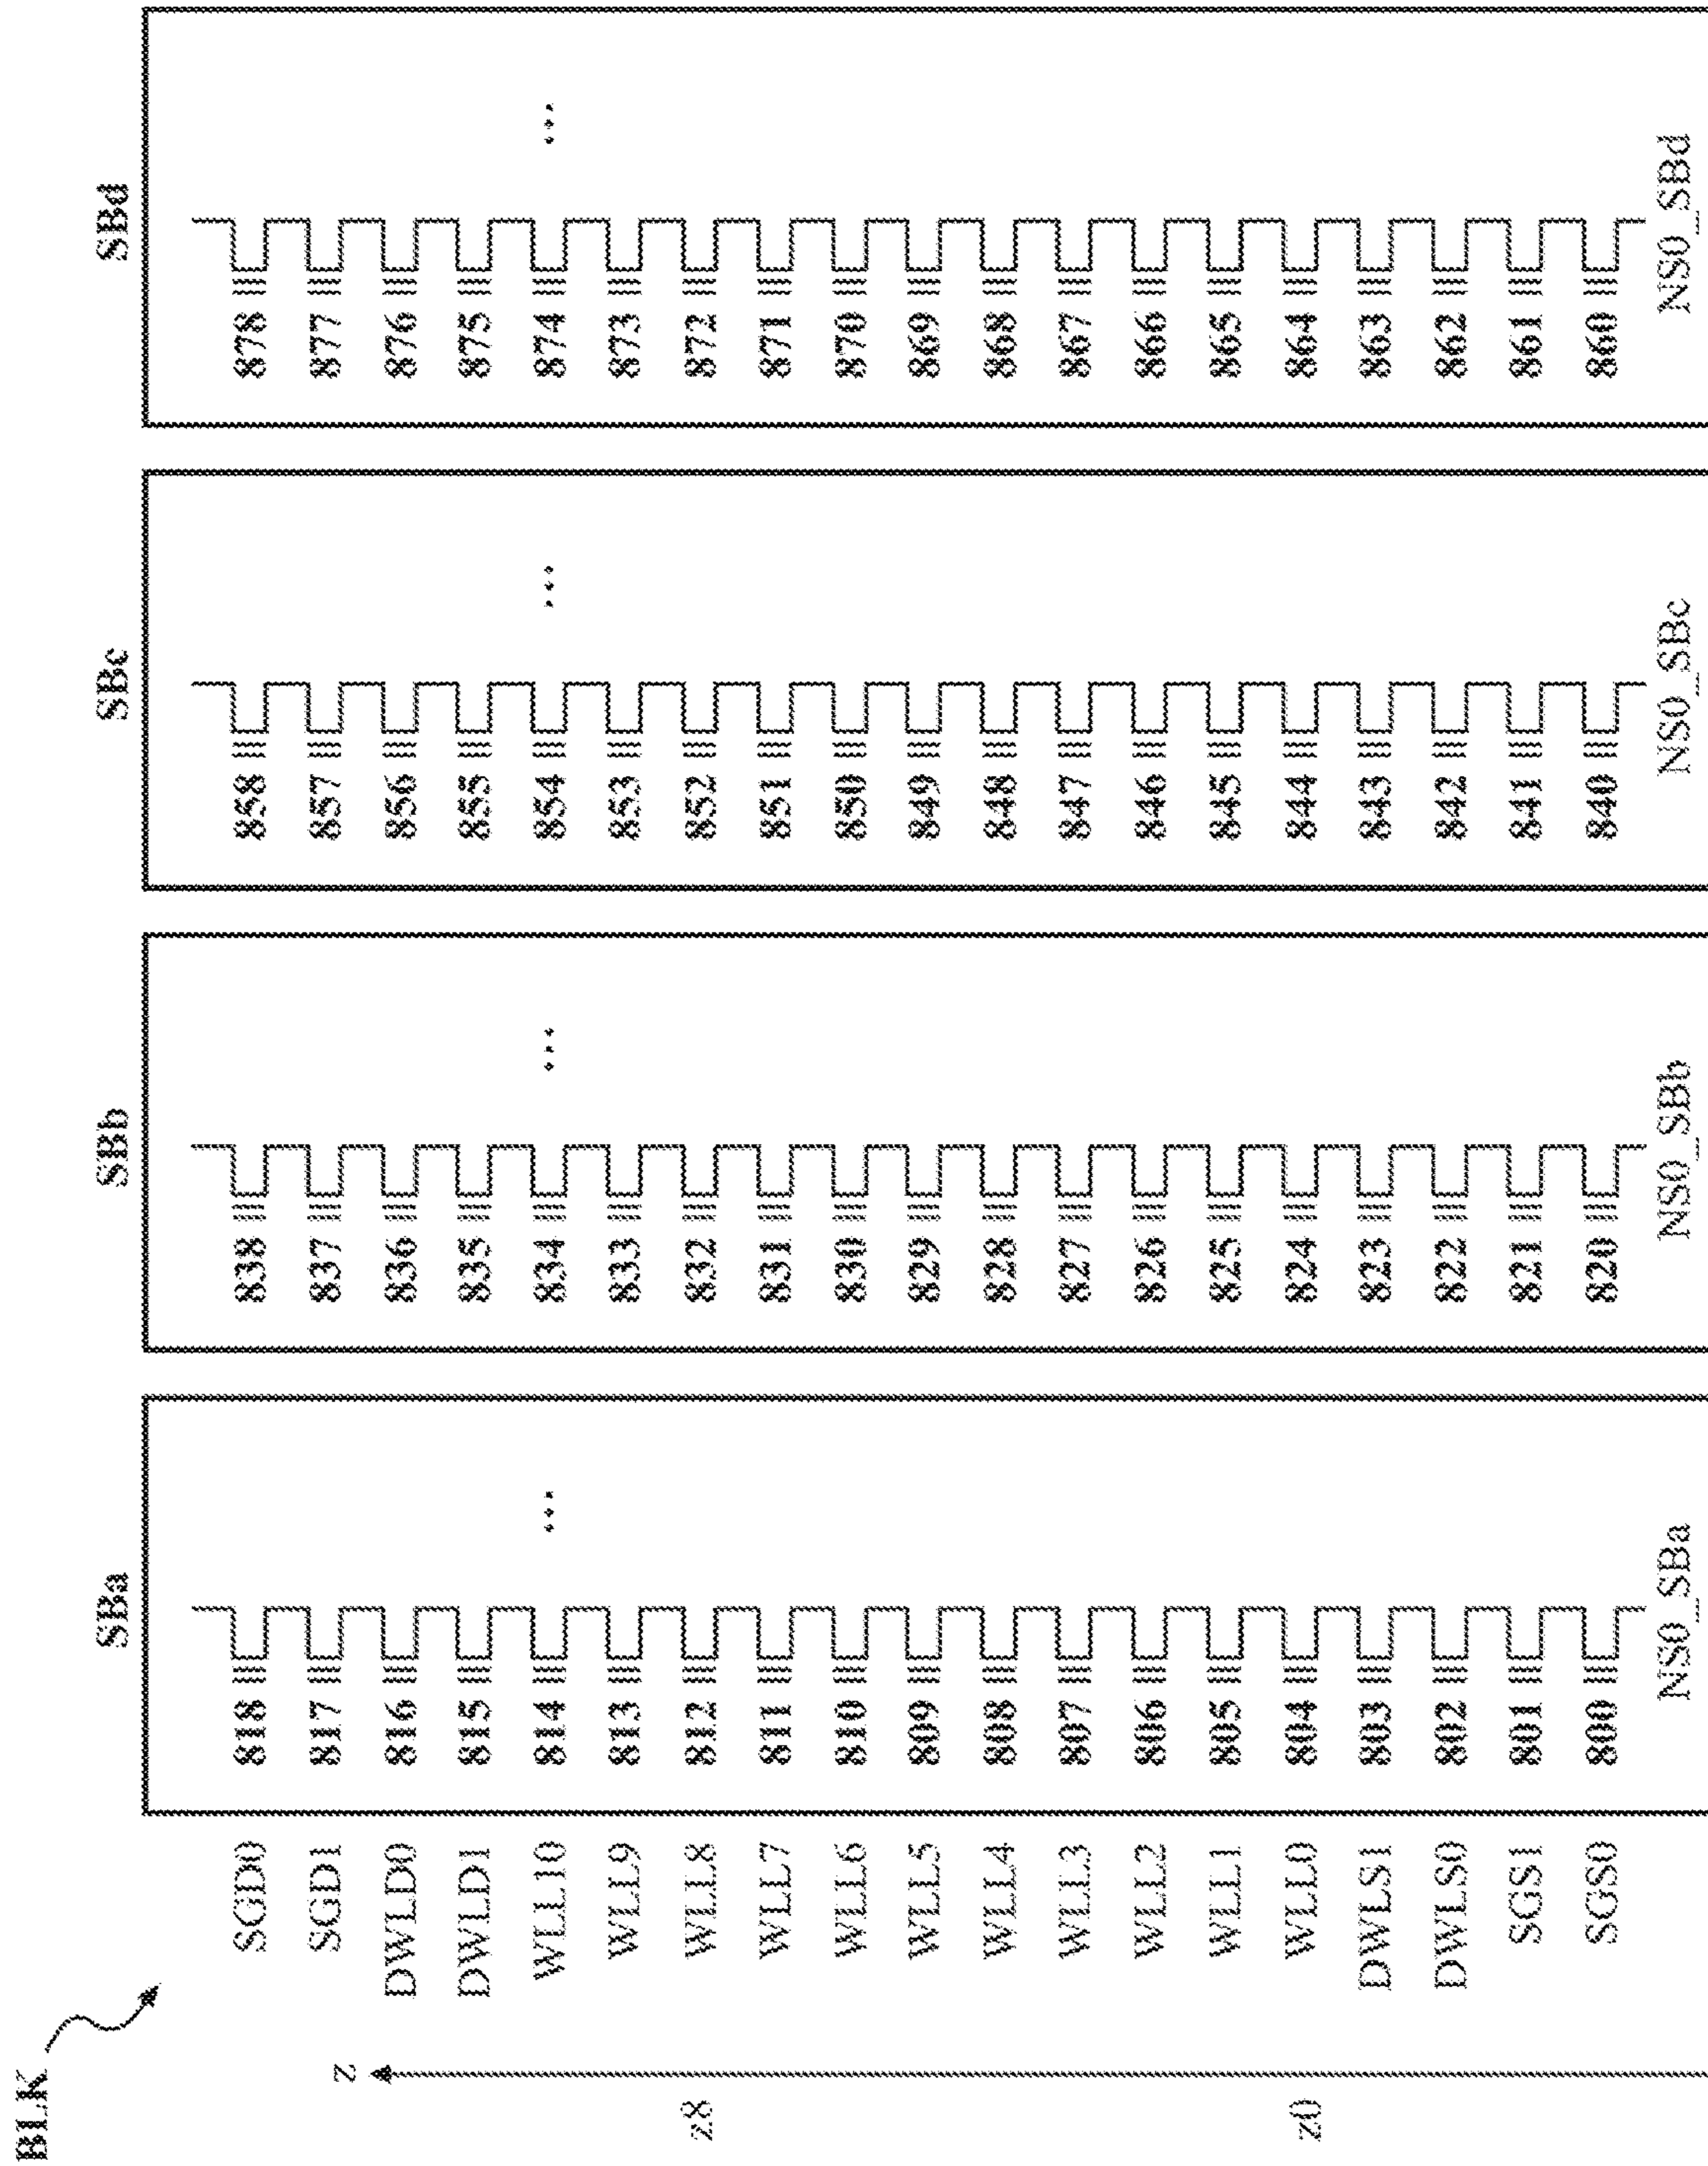 BLK
SBa SBb SBc SBd
z
SGD0 818 838 858 878
SGD1 817 837 857 877
DWLD0 816 836 856 876
DWLD1 815 835 855 875
WLL10 814 ... 834 ... 854 ... 874 ...
WLL9 813 833 853 873
z8 WLL8 812 832 852 872
WLL7 811 831 851 871
WLL6 810 830 850 870
WLL5 809 829 849 869
WLL4 808 828 848 868
WLL3 807 827 847 867
WLL2 806 826 846 866
WLL1 805 825 845 865
z0 WLL0 804 824 844 864
DWLS1 803 823 843 863
DWLS0 802 822 842 862
SGS1 801 821 841 861
SGS0 800 820 840 860
NS0_SBa NS0_SBb NS0_SBc NS0_SBd